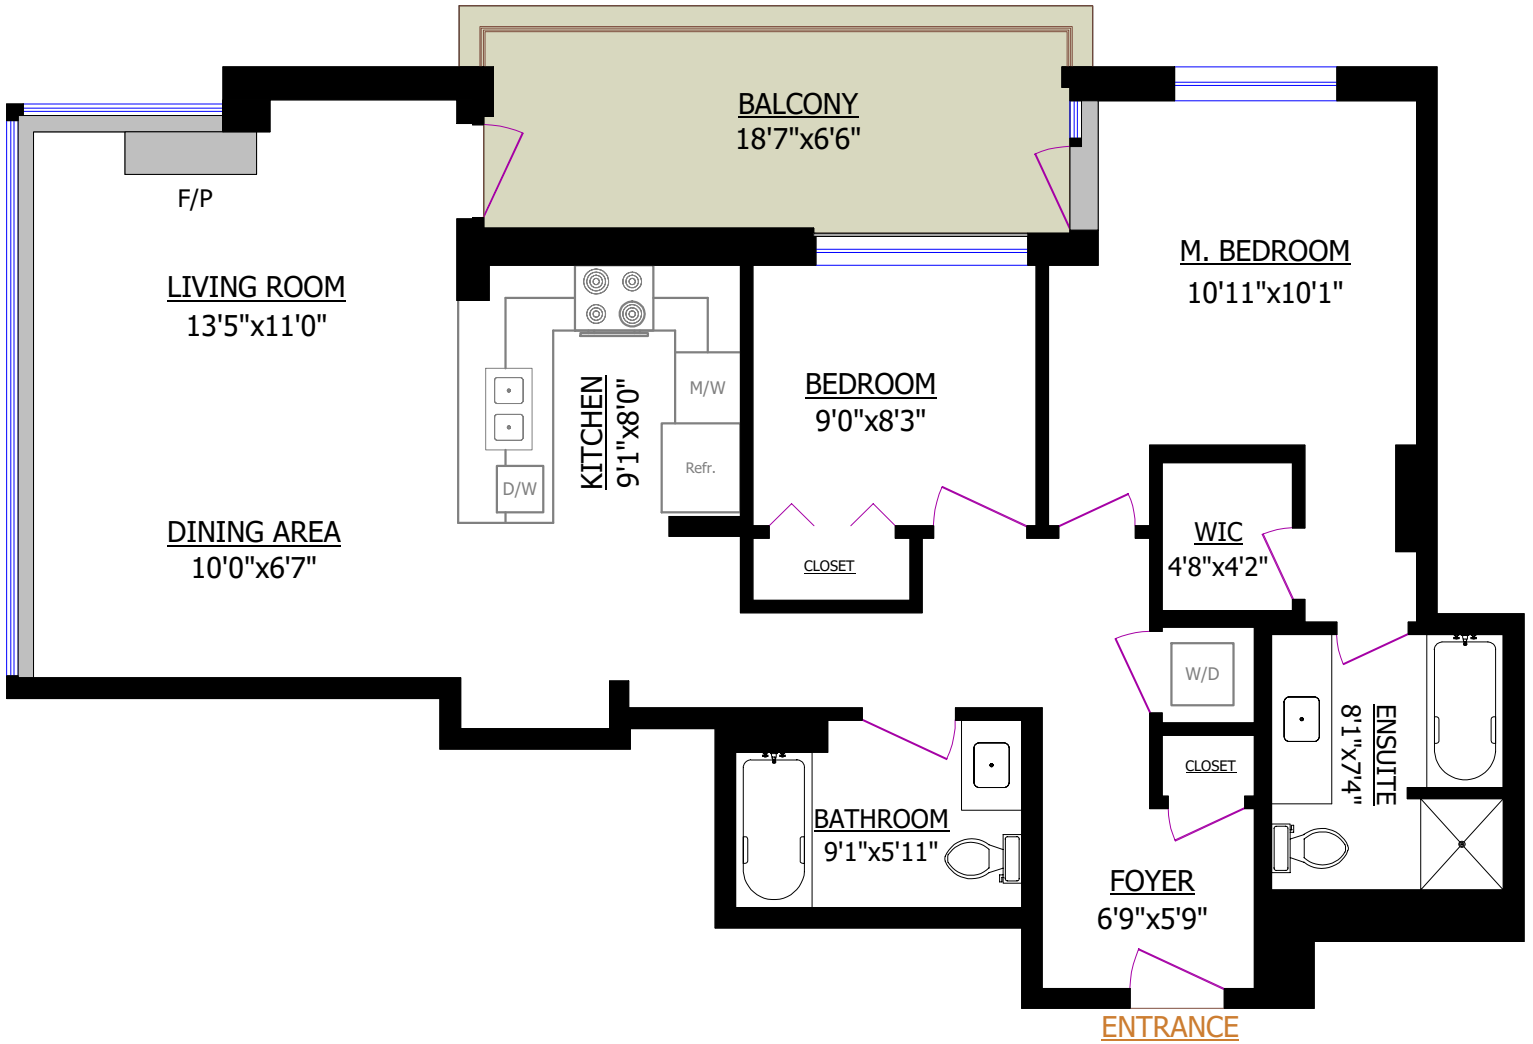 BALCONY
18'7"x6'6"
F/P
LIVING ROOM
13'5"x11'0"
M. BEDROOM
10'11"x10'1"
KITCHEN
9'1"x8'0"
M/W
Refr.
D/W
BEDROOM
9'0"x8'3"
DINING AREA
10'0"x6'7"
CLOSET
WIC
4'8"x4'2"
W/D
ENSUITE
8'1"x7'4"
CLOSET
BATHROOM
9'1"x5'11"
FOYER
6'9"x5'9"
ENTRANCE